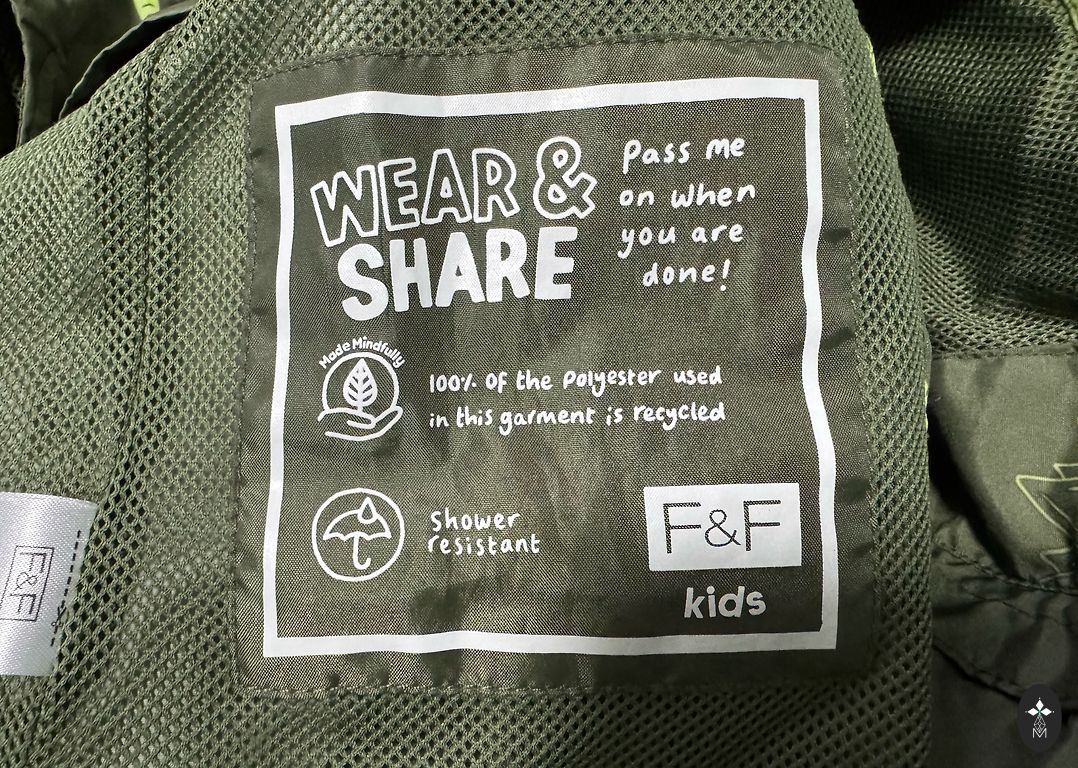 WEAR &
SHARE
Pass me
on when
you are
done!
Made Mindfully
100% of the Polyester used
in this garment is recycled
Shower
resistant
F&F
kids
F&F
M